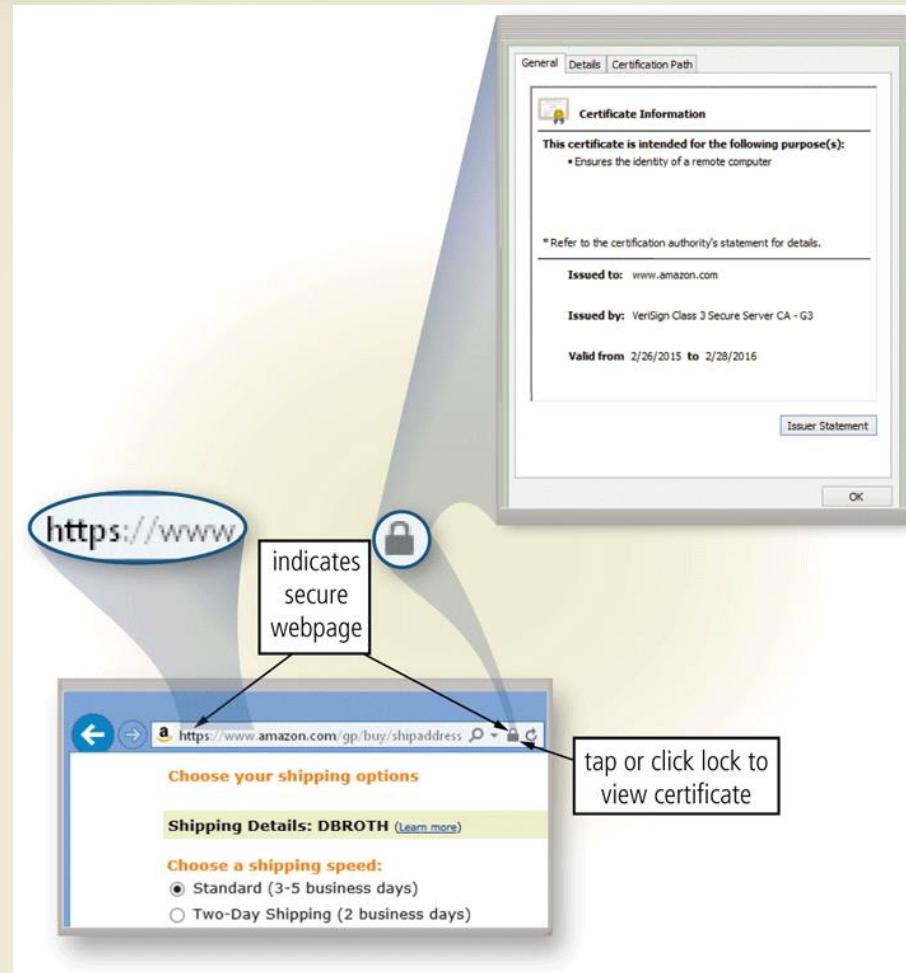 General Details Certification Path
Certificate Information
This certificate is intended for the following purpose(s):
• Ensures the identity of a remote computer
* Refer to the certification authority's statement for details.
Issued to: www.amazon.com
Issued by: VeriSign Class 3 Secure Server CA - G3
Valid from 2/26/2015 to 2/28/2016
Issuer Statement
OK
https://www
indicates
secure
webpage
a https://www.amazon.com/gp/buy/shipaddress
tap or click lock to
view certificate
Choose your shipping options
Shipping Details: DBROTH (Learn more)
Choose a shipping speed:
Standard (3-5 business days)
Two-Day Shipping (2 business days)